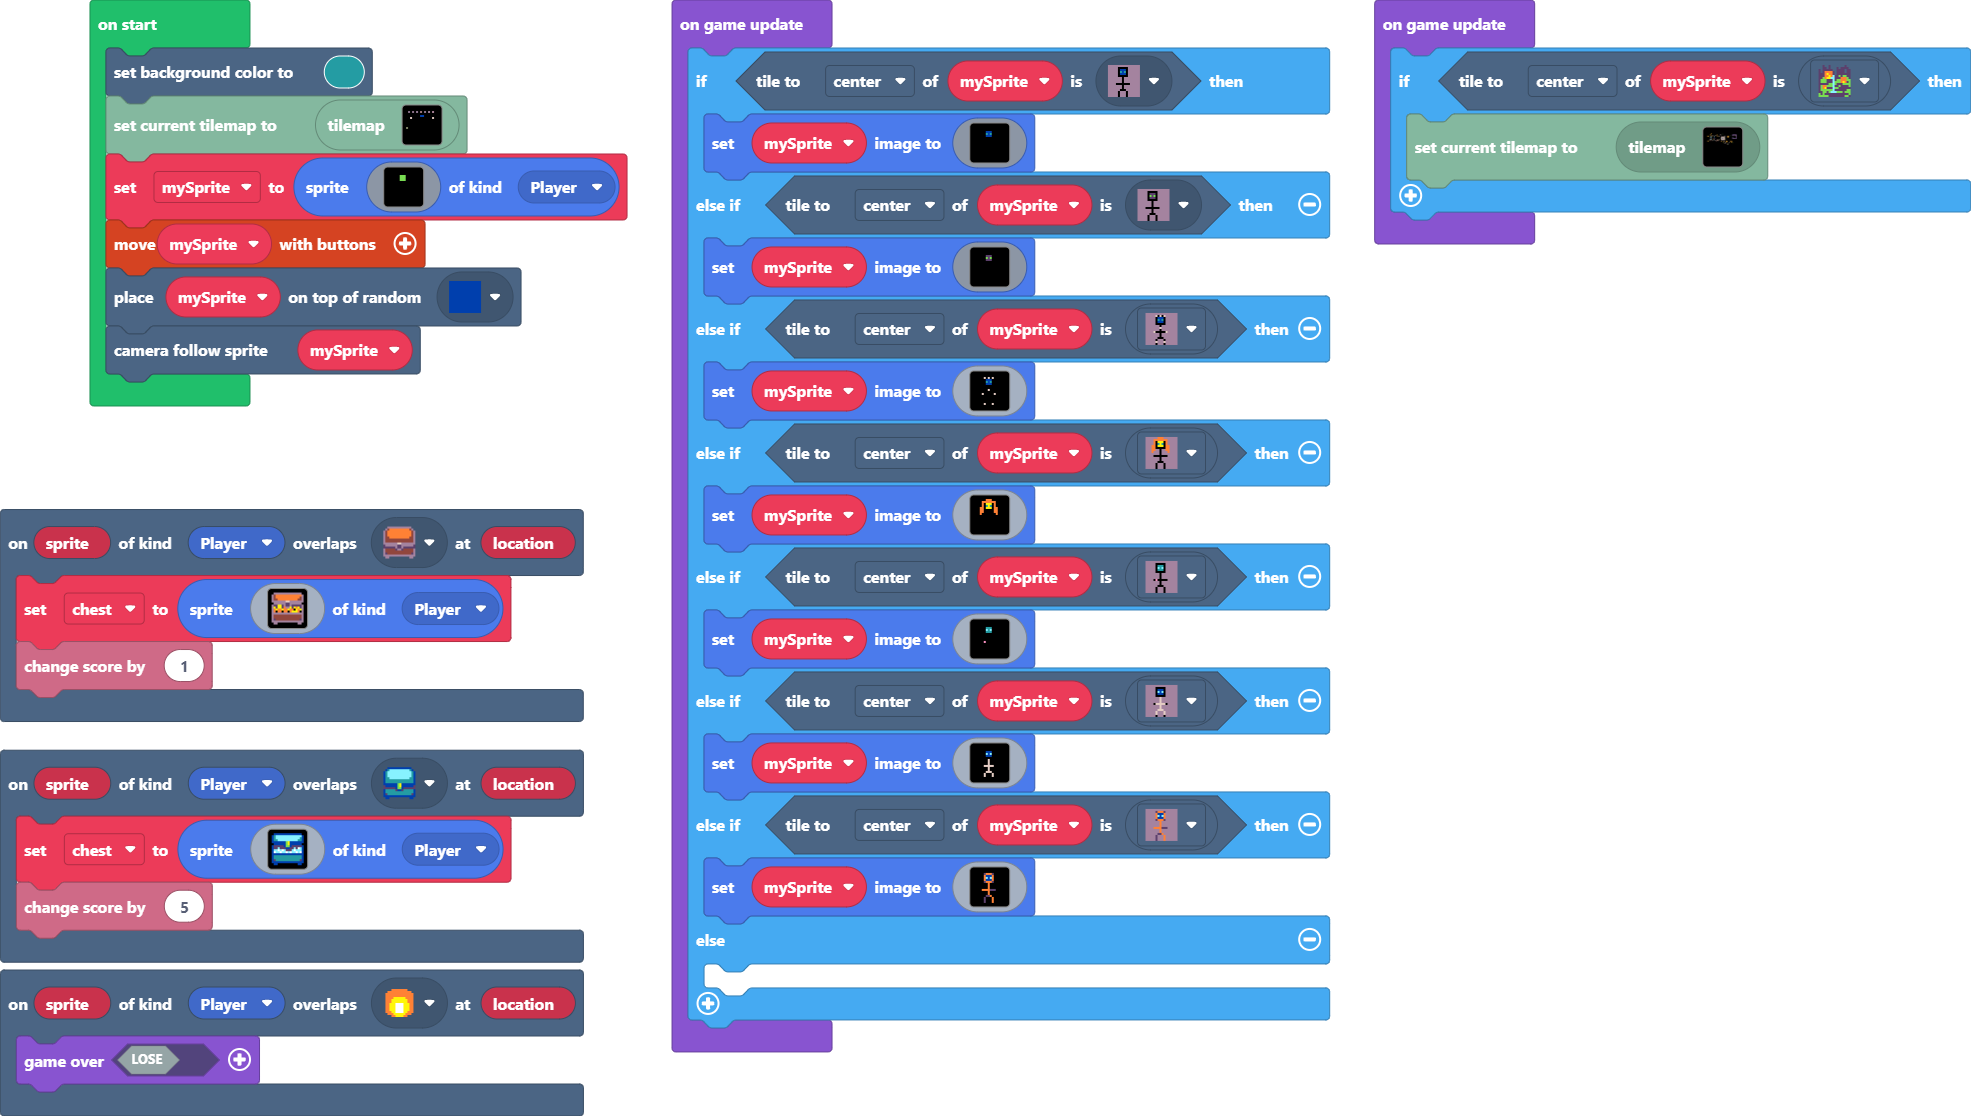 on start
set background color to
set current tilemap to tilemap
set mySprite to sprite of kind Player
move mySprite with buttons
place mySprite on top of random
camera follow sprite mySprite
on sprite of kind Player overlaps at location
set chest to sprite of kind Player
change score by 1
on sprite of kind Player overlaps at location
set chest to sprite of kind Player
change score by 5
on sprite of kind Player overlaps at location
game over LOSE
on game update
if tile to center of mySprite is then
set mySprite image to
else if tile to center of mySprite is then
set mySprite image to
else if tile to center of mySprite is then
set mySprite image to
else if tile to center of mySprite is then
set mySprite image to
else if tile to center of mySprite is then
set mySprite image to
else if tile to center of mySprite is then
set mySprite image to
else if tile to center of mySprite is then
set mySprite image to
else
on game update
if tile to center of mySprite is then
set current tilemap to tilemap